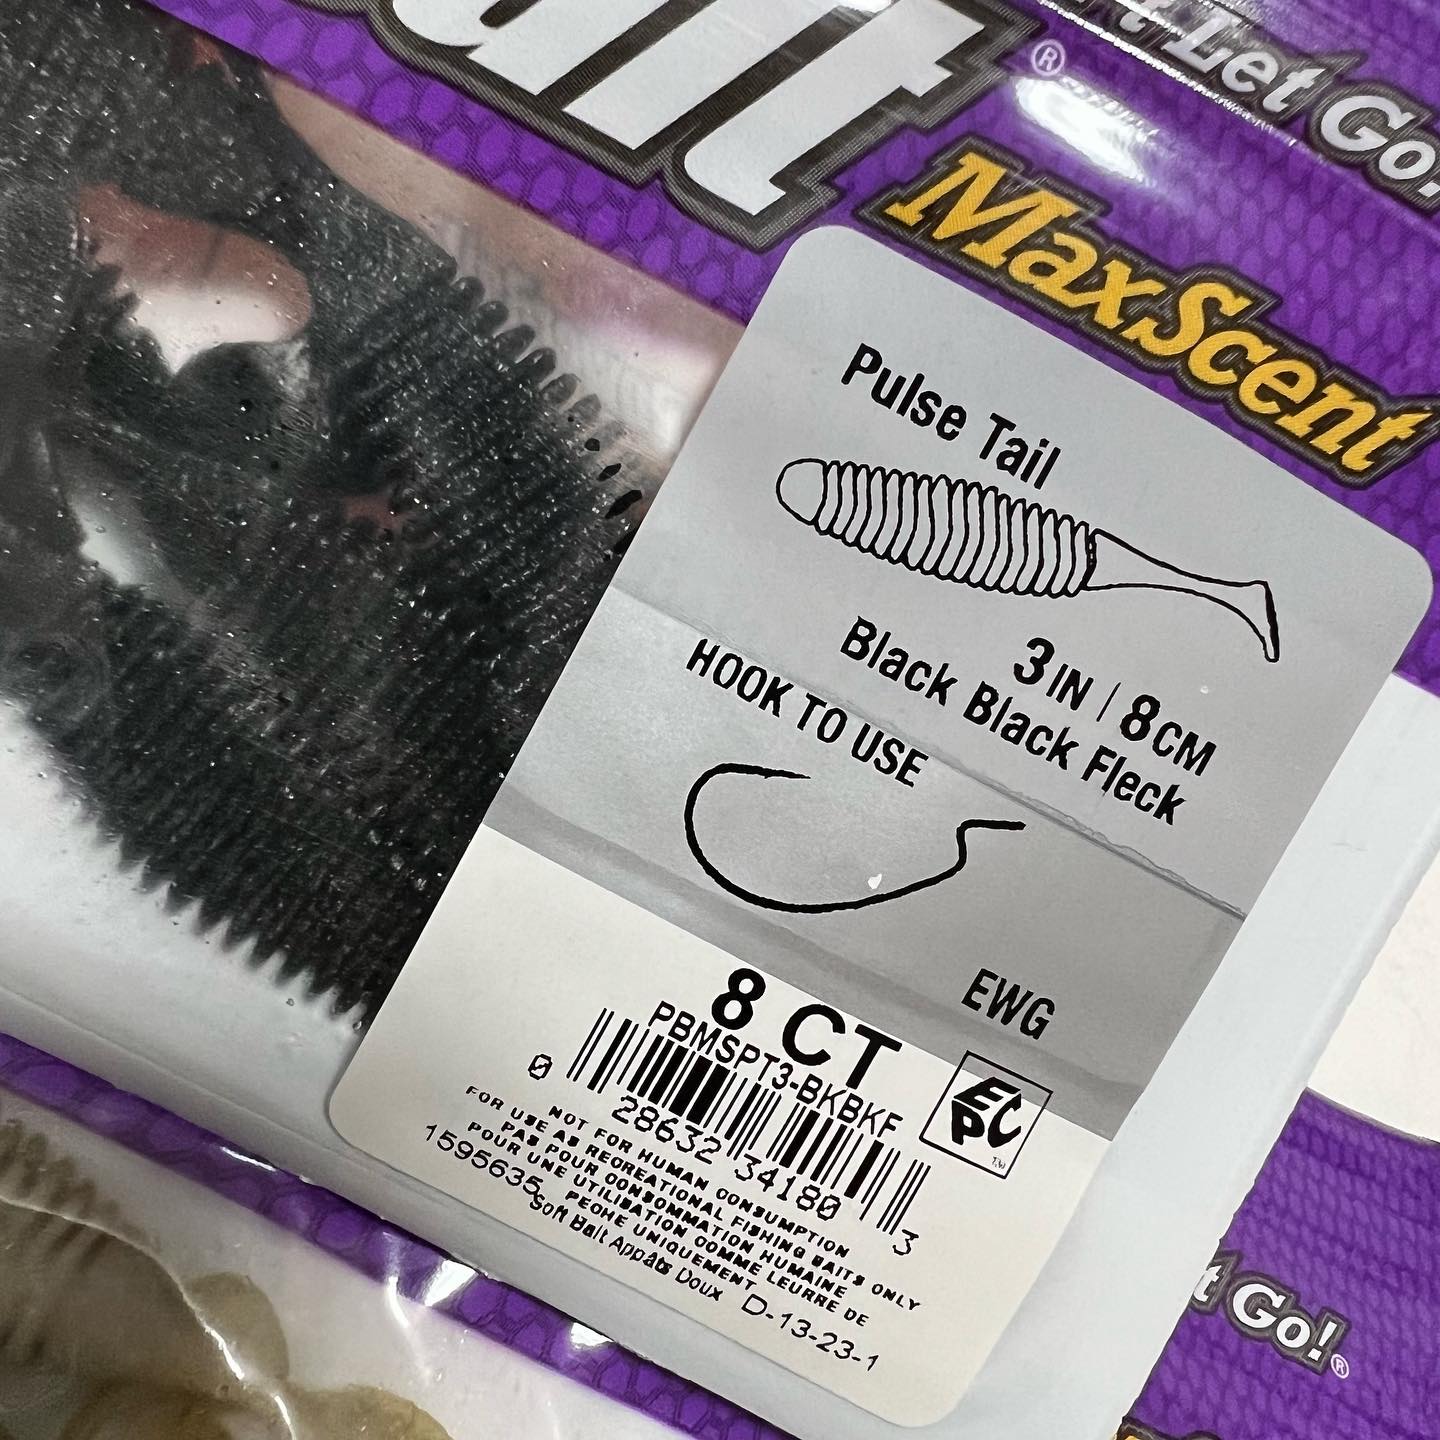 t Let Go!
®
MaxScent
Pulse Tail
3 IN | 8 CM
Black Black Fleck
HOOK TO USE
EWG
8 CT
PBMSPT3-BKBKF
0 28632 34180 3
EPC
™
NOT FOR HUMAN CONSUMPTION
FOR USE AS RECREATIONAL FISHING BAITS ONLY
PAS POUR CONSOMMATION HUMAINE
POUR UNE UTILISATION COMME LEURRE DE
PECHE UNIQUEMENT
1595635
Soft Bait Appâts Doux
D-13-23-1
t Go!®